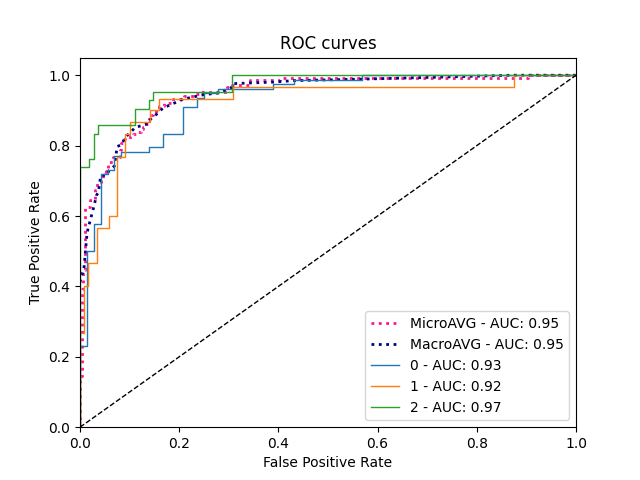 ROC curves
True Positive Rate
1.0
0.8
0.6
0.4
0.2
0.0
MicroAVG - AUC: 0.95
MacroAVG - AUC: 0.95
0 - AUC: 0.93
1 - AUC: 0.92
2 - AUC: 0.97
0.0 0.2 0.4 0.6 0.8 1.0
False Positive Rate